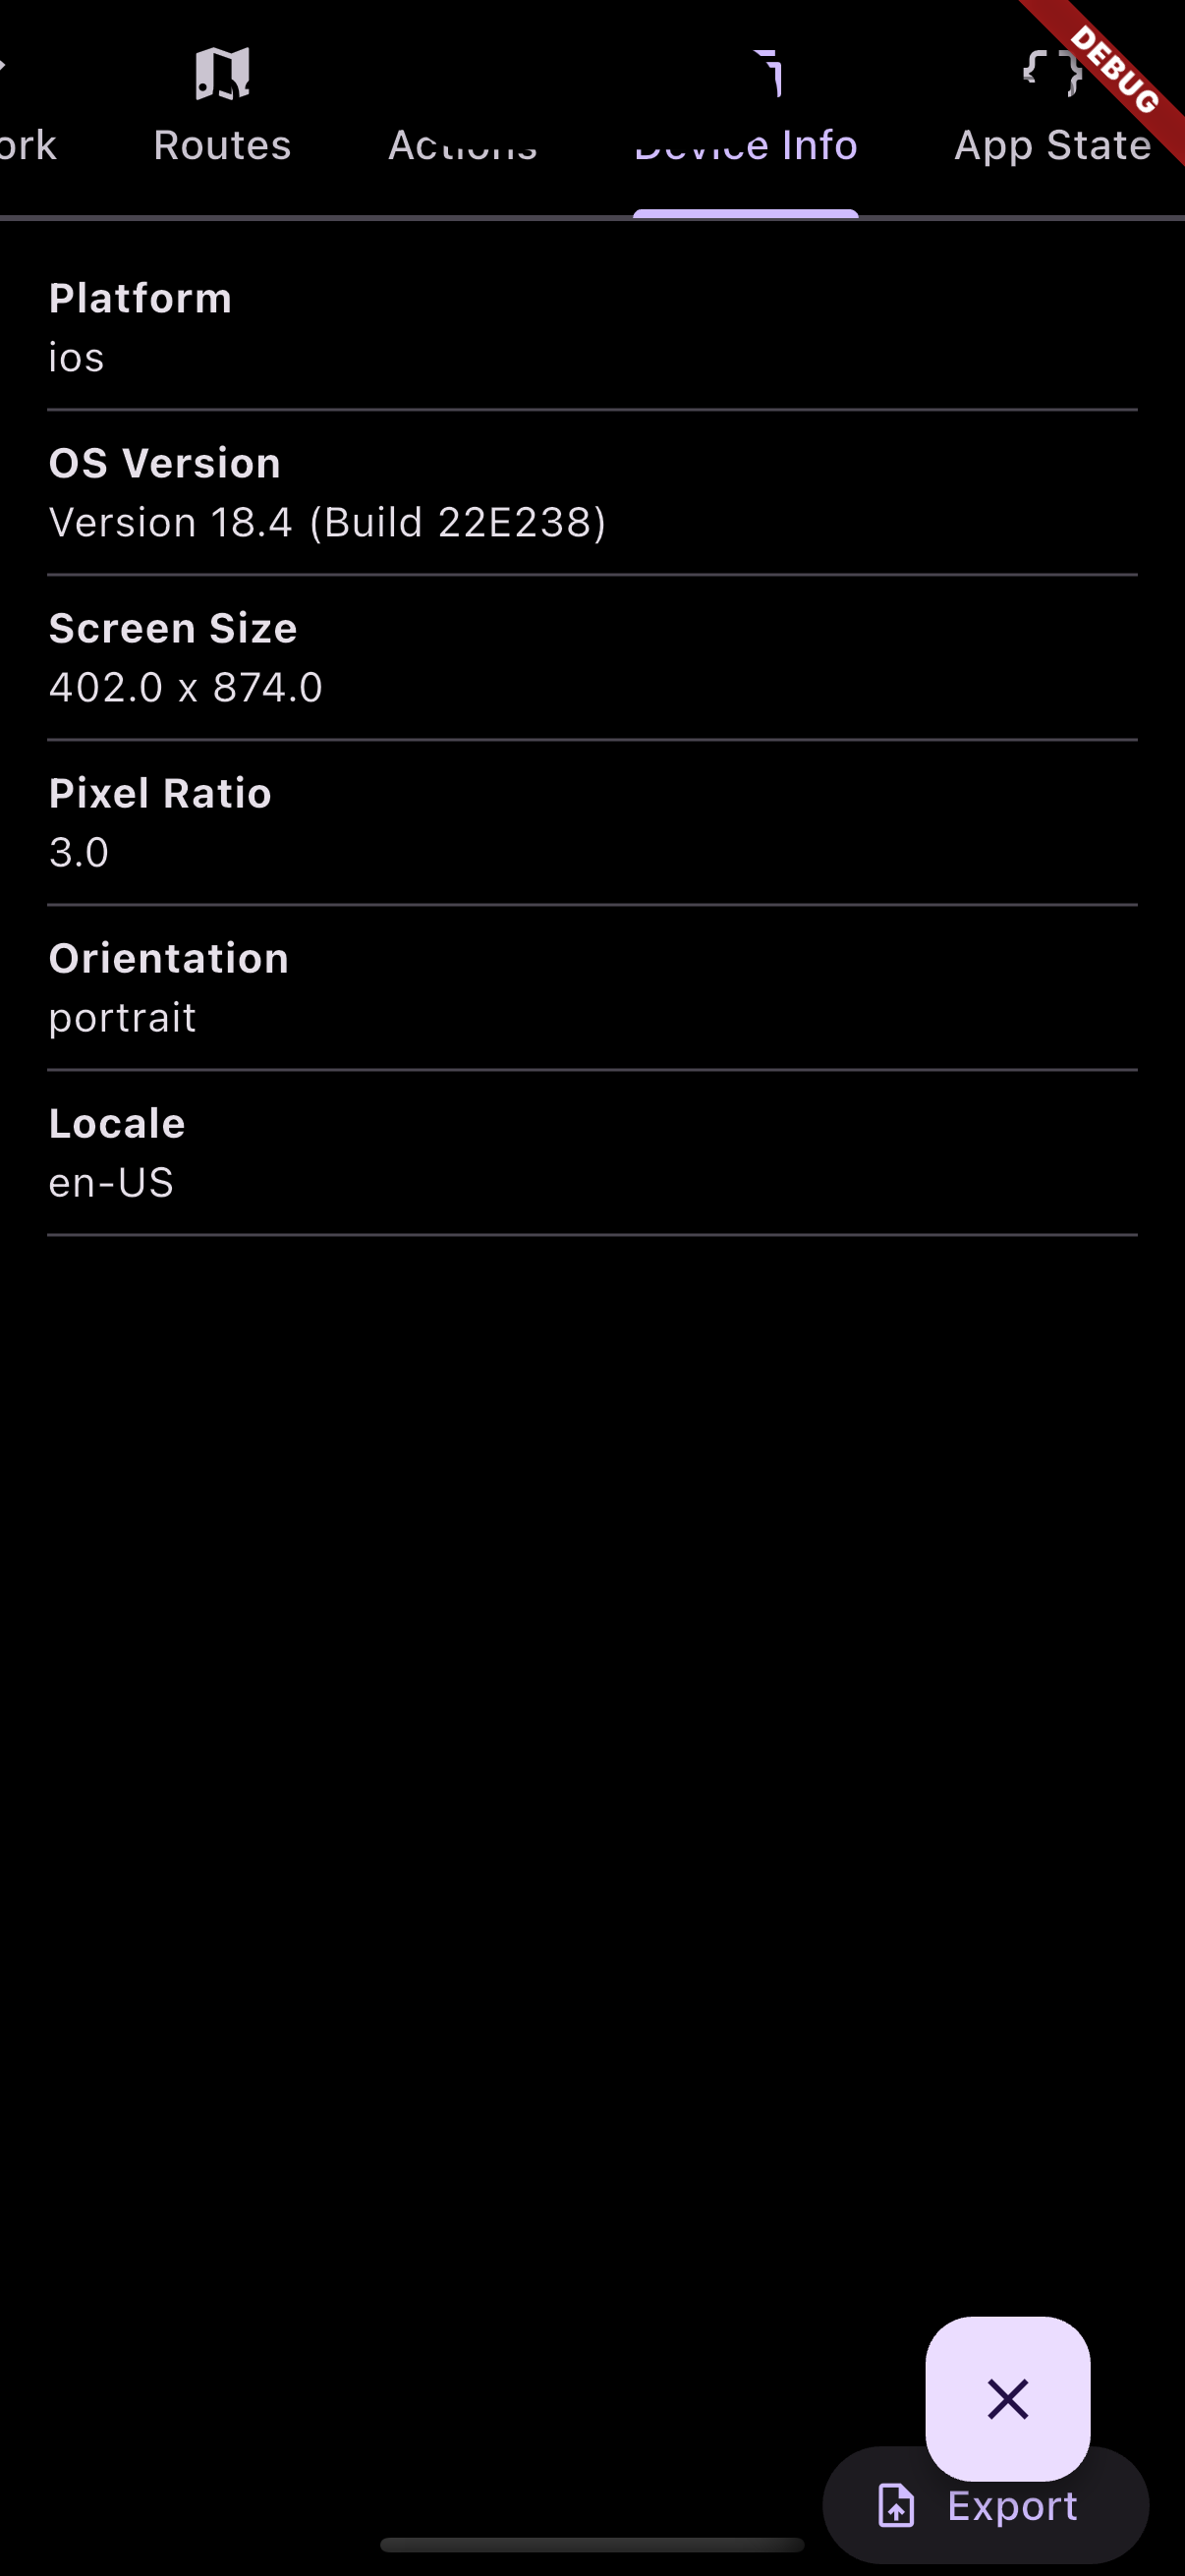 ork
Routes
Actions
Device Info
App State
DEBUG
Platform
ios
OS Version
Version 18.4 (Build 22E238)
Screen Size
402.0 x 874.0
Pixel Ratio
3.0
Orientation
portrait
Locale
en-US
Export